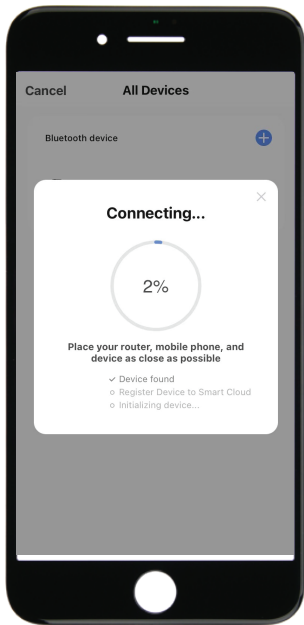 Cancel All Devices
Bluetooth device
Connecting...
2%
Place your router, mobile phone, and
device as close as possible
✓ Device found
Register Device to Smart Cloud
Initializing device...